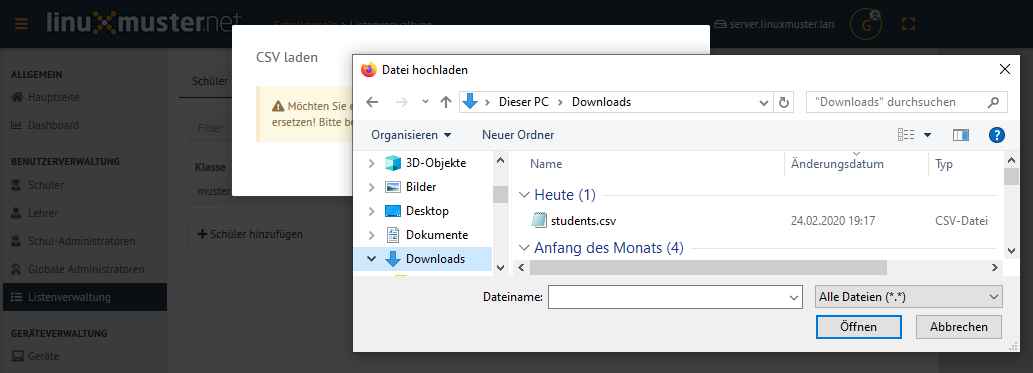 linuxmuster.net
Schulkonsole > Listenverwaltung
server.linuxmuster.lan
G
ALLGEMEIN
Hauptseite
Dashboard
BENUTZERVERWALTUNG
Schüler
Lehrer
Schul-Administratoren
Globale Administratoren
Listenverwaltung
GERÄTEVERWALTUNG
Geräte
Schüler
Filter
Klasse
muster
Schüler hinzufügen
CSV laden
Möchten Sie e
ersetzen! Bitte be
Datei hochladen
Dieser PC
Downloads
"Downloads" durchsuchen
Organisieren
Neuer Ordner
3D-Objekte
Bilder
Desktop
Dokumente
Downloads
Name
Änderungsdatum
Typ
Heute (1)
students.csv
24.02.2020 19:17
CSV-Datei
Anfang des Monats (4)
Dateiname:
Alle Dateien (*.*)
Öffnen
Abbrechen